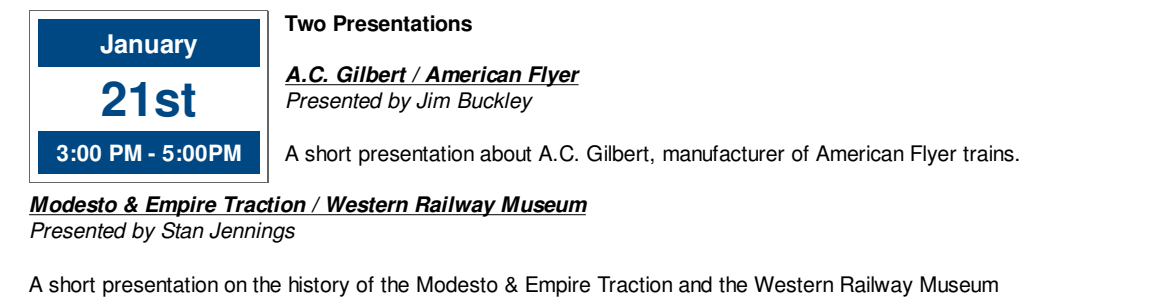 January
21st
3:00 PM - 5:00PM
Two Presentations
A.C. Gilbert / American Flyer
Presented by Jim Buckley
A short presentation about A.C. Gilbert, manufacturer of American Flyer trains.
Modesto & Empire Traction / Western Railway Museum
Presented by Stan Jennings
A short presentation on the history of the Modesto & Empire Traction and the Western Railway Museum